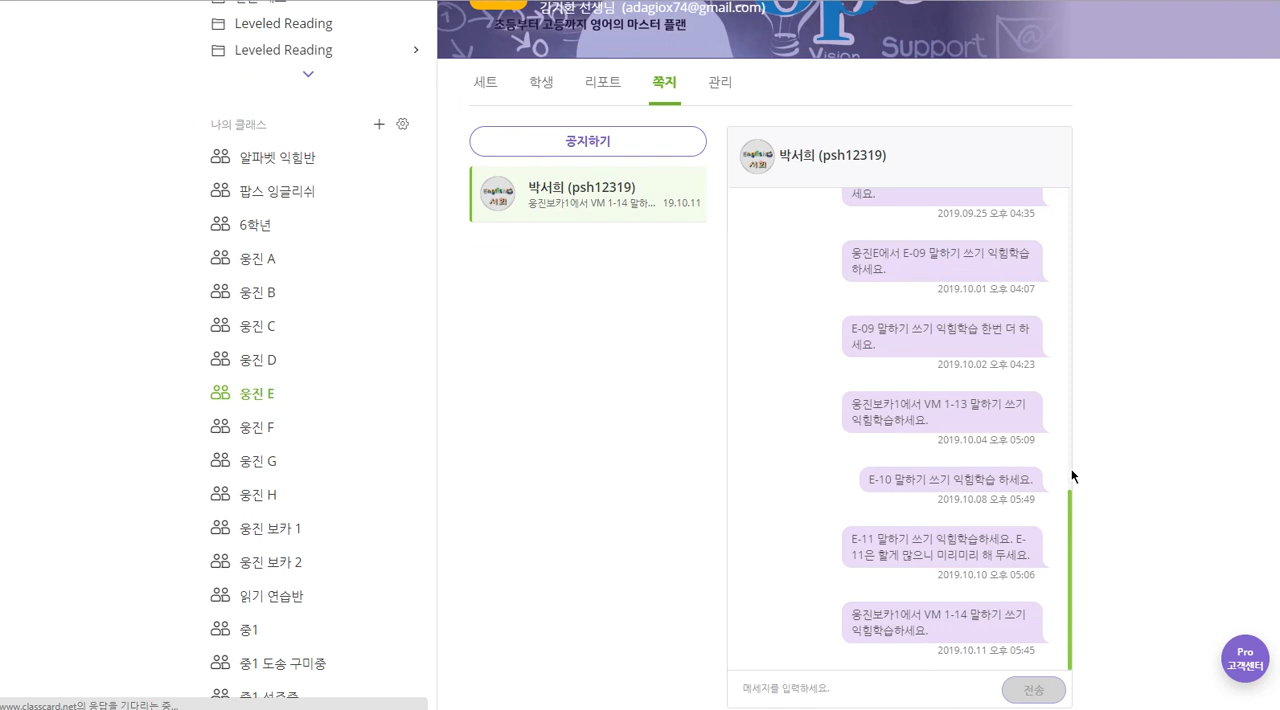 Leveled Reading
Leveled Reading
나의 클래스
알파벳 익힘반
팝스 잉글리쉬
6학년
웅진 A
웅진 B
웅진 C
웅진 D
웅진 E
웅진 F
웅진 G
웅진 H
웅진 보카 1
웅진 보카 2
읽기 연습반
중1
중1 도송 구미중
중1 선주중
www.classcard.net의 응답을 기다리는 중...
김기환 선생님 (adagiox74@gmail.com)
초등부터 고등까지 영어의 마스터 플랜
Vision
Support
세트
학생
리포트
쪽지
관리
공지하기
박서희 (psh12319)
웅진보카1에서 VM 1-14 말하... 19.10.11
박서희 (psh12319)
세요.
2019.09.25 오후 04:35
웅진E에서 E-09 말하기 쓰기 익힘학습
하세요.
2019.10.01 오후 04:07
E-09 말하기 쓰기 익힘학습 한번 더 하
세요.
2019.10.02 오후 04:23
웅진보카1에서 VM 1-13 말하기 쓰기
익힘학습하세요.
2019.10.04 오후 05:09
E-10 말하기 쓰기 익힘학습 하세요.
2019.10.08 오후 05:49
E-11 말하기 쓰기 익힘학습하세요. E-
11은 할게 많으니 미리미리 해 두세요.
2019.10.10 오후 05:06
웅진보카1에서 VM 1-14 말하기 쓰기
익힘학습하세요.
2019.10.11 오후 05:45
메세지를 입력하세요.
전송
Pro
고객센터